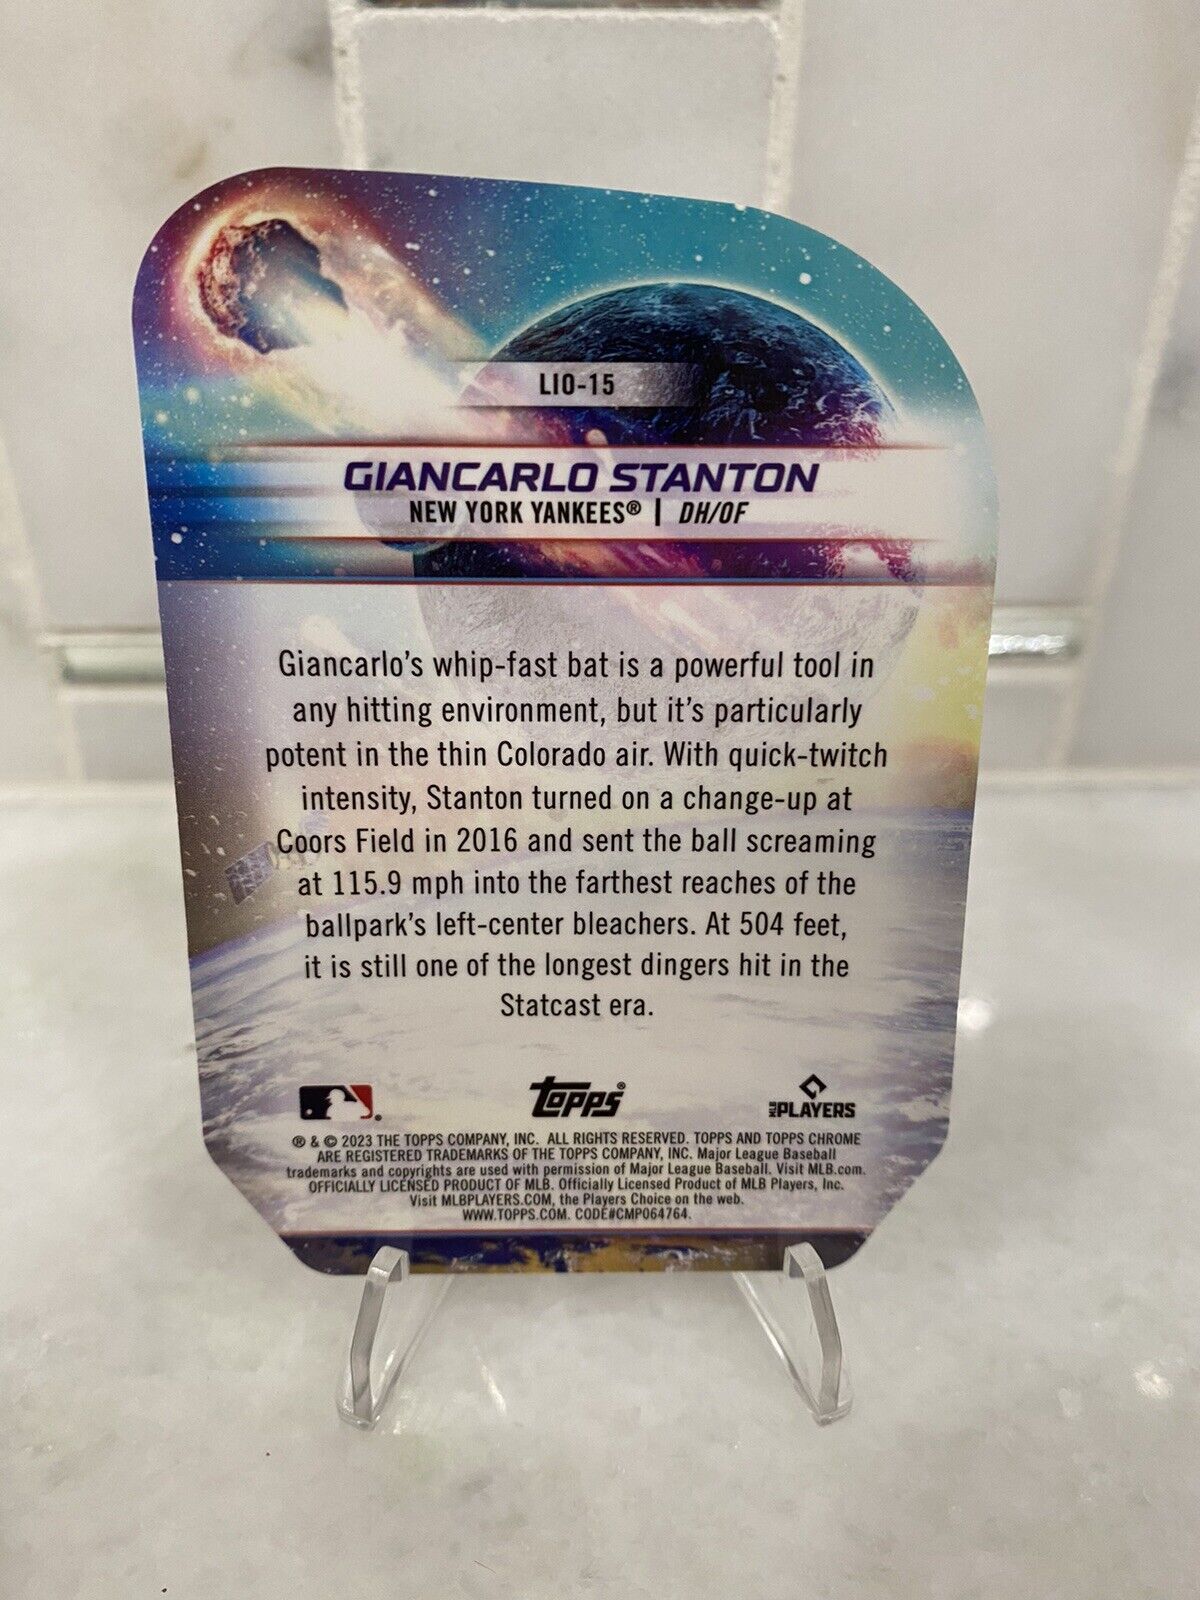 LIO-15
GIANCARLO STANTON
NEW YORK YANKEES® | DH/OF
Giancarlo's whip-fast bat is a powerful tool in
any hitting environment, but it's particularly
potent in the thin Colorado air. With quick-twitch
intensity, Stanton turned on a change-up at
Coors Field in 2016 and sent the ball screaming
at 115.9 mph into the farthest reaches of the
ballpark's left-center bleachers. At 504 feet,
it is still one of the longest dingers hit in the
Statcast era.
® topps® MLB PLAYERS
® & © 2023 THE TOPPS COMPANY, INC. ALL RIGHTS RESERVED. TOPPS AND TOPPS CHROME
ARE REGISTERED TRADEMARKS OF THE TOPPS COMPANY, INC. Major League Baseball
trademarks and copyrights are used with permission of Major League Baseball. Visit MLB.com.
OFFICIALLY LICENSED PRODUCT OF MLB. Officially Licensed Product of MLB Players, Inc.
Visit MLBPLAYERS.COM, the Players Choice on the web.
WWW.TOPPS.COM. CODE#CMP064764.